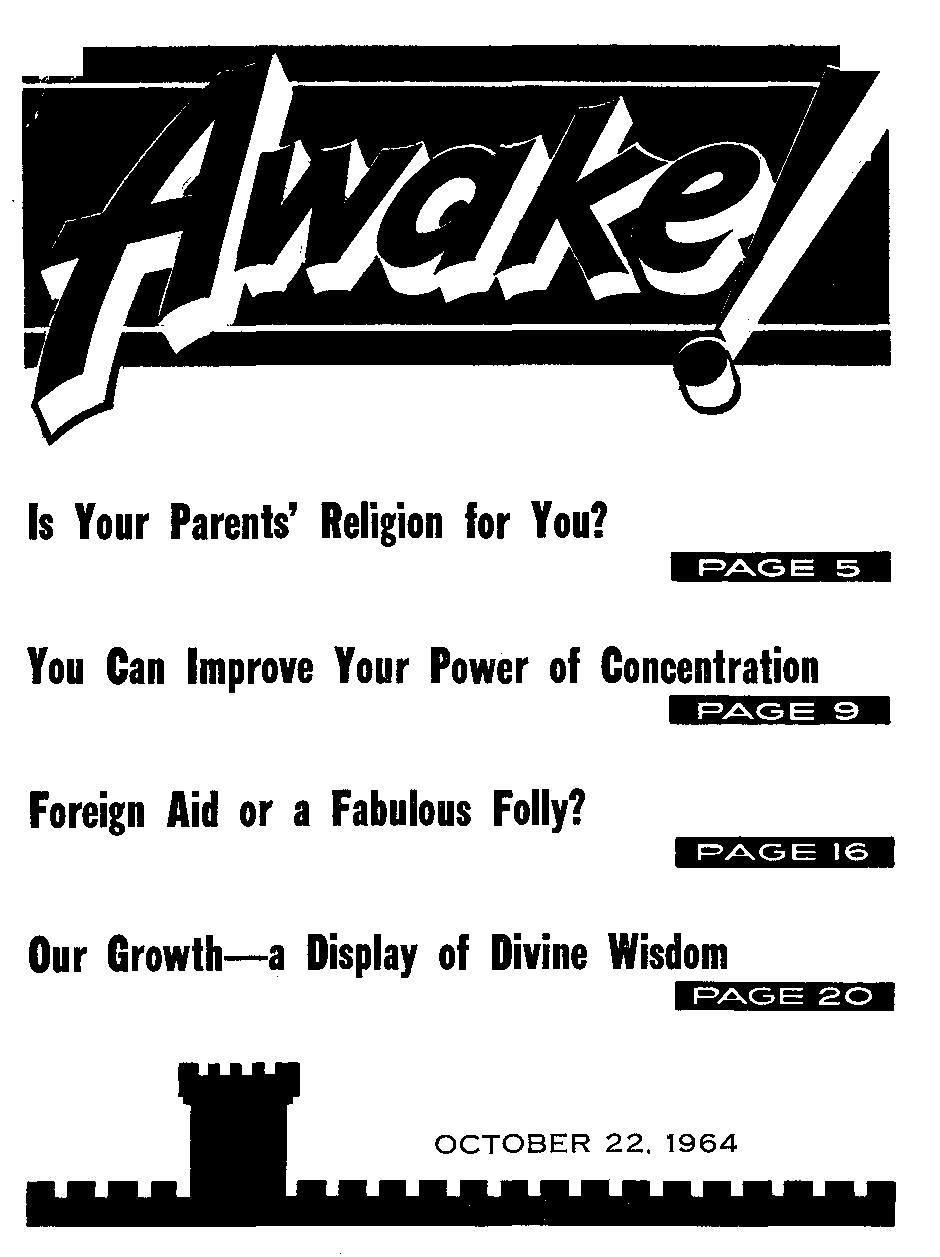 Awake!
Is Your Parents' Religion for You?
PAGE 5
You Can Improve Your Power of Concentration
PAGE 9
Foreign Aid or a Fabulous Folly?
PAGE 16
Our Growth—a Display of Divine Wisdom
PAGE 20
OCTOBER 22, 1964